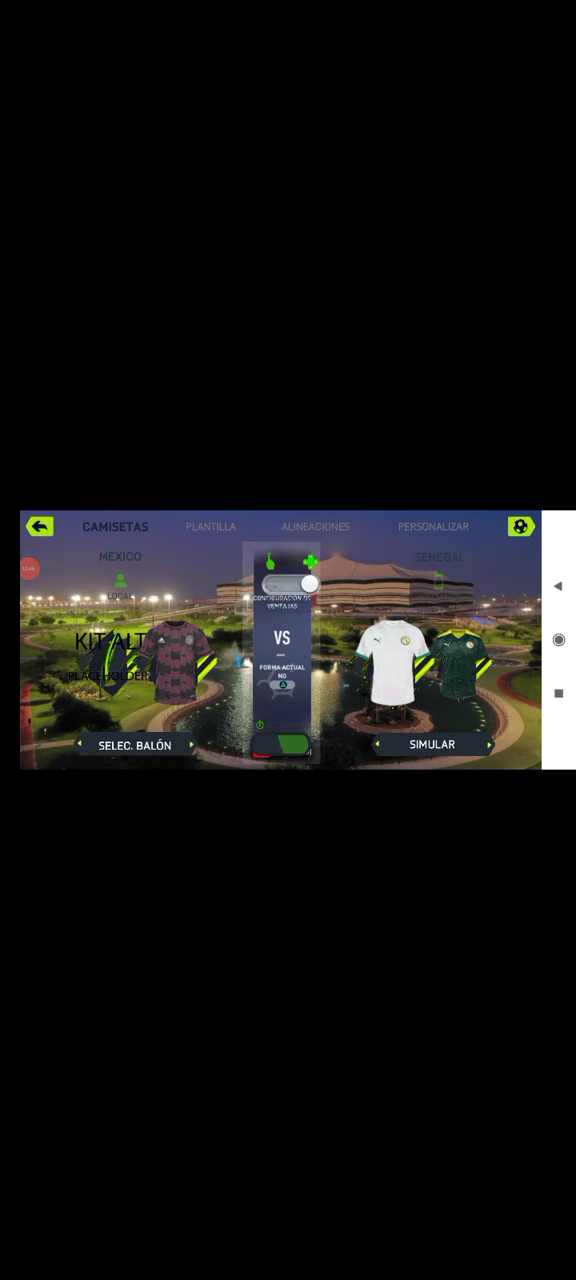 CAMISETAS
PLANTILLA
ALINEACIONES
PERSONALIZAR
MEXICO
SENEGAL
LOCAL
CONFIGURACIÓN DE
VENTAJAS
KIT ALT
PLACEHOLDER
VS
FORMA ACTUAL
NO
SELEC. BALÓN
SIMULAR